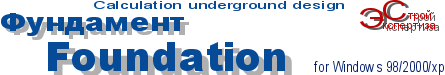 Calculation underground design
Фундамент
Foundation
for Windows 98/2000/xp
ЭС Строй
экспертиза